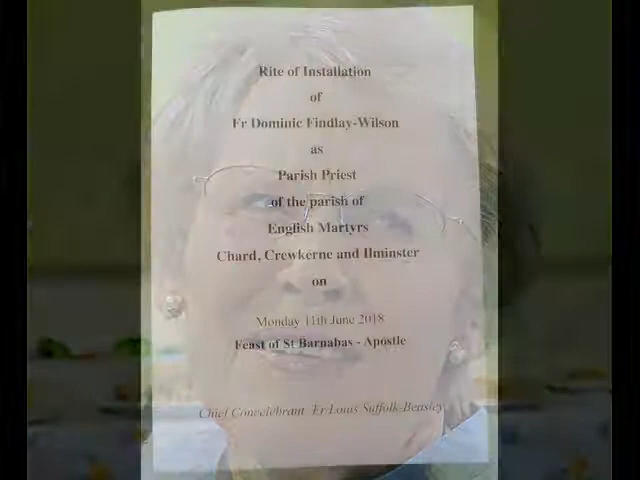 Rite of Installation
of
Fr Dominic Findlay-Wilson
as
Parish Priest
of the parish of
English Martyrs
Chard, Crewkerne and Ilminster
on
Monday 11th June 2018
Feast of St Barnabas - Apostle
Chief Concelebrant Fr Louis Suffolk-Beasley